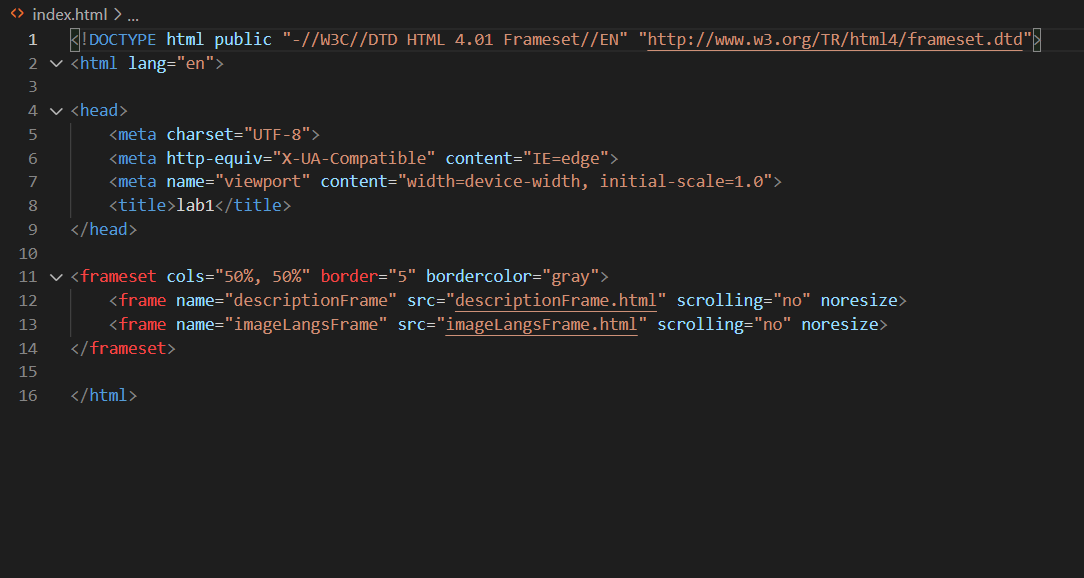 index.html > ...
1 <!DOCTYPE html public "-//W3C//DTD HTML 4.01 Frameset//EN" "http://www.w3.org/TR/html4/frameset.dtd">
2 <html lang="en">
3
4 <head>
5     <meta charset="UTF-8">
6     <meta http-equiv="X-UA-Compatible" content="IE=edge">
7     <meta name="viewport" content="width=device-width, initial-scale=1.0">
8     <title>lab1</title>
9 </head>
10
11 <frameset cols="50%, 50%" border="5" bordercolor="gray">
12     <frame name="descriptionFrame" src="descriptionFrame.html" scrolling="no" noresize>
13     <frame name="imageLangsFrame" src="imageLangsFrame.html" scrolling="no" noresize>
14 </frameset>
15
16 </html>